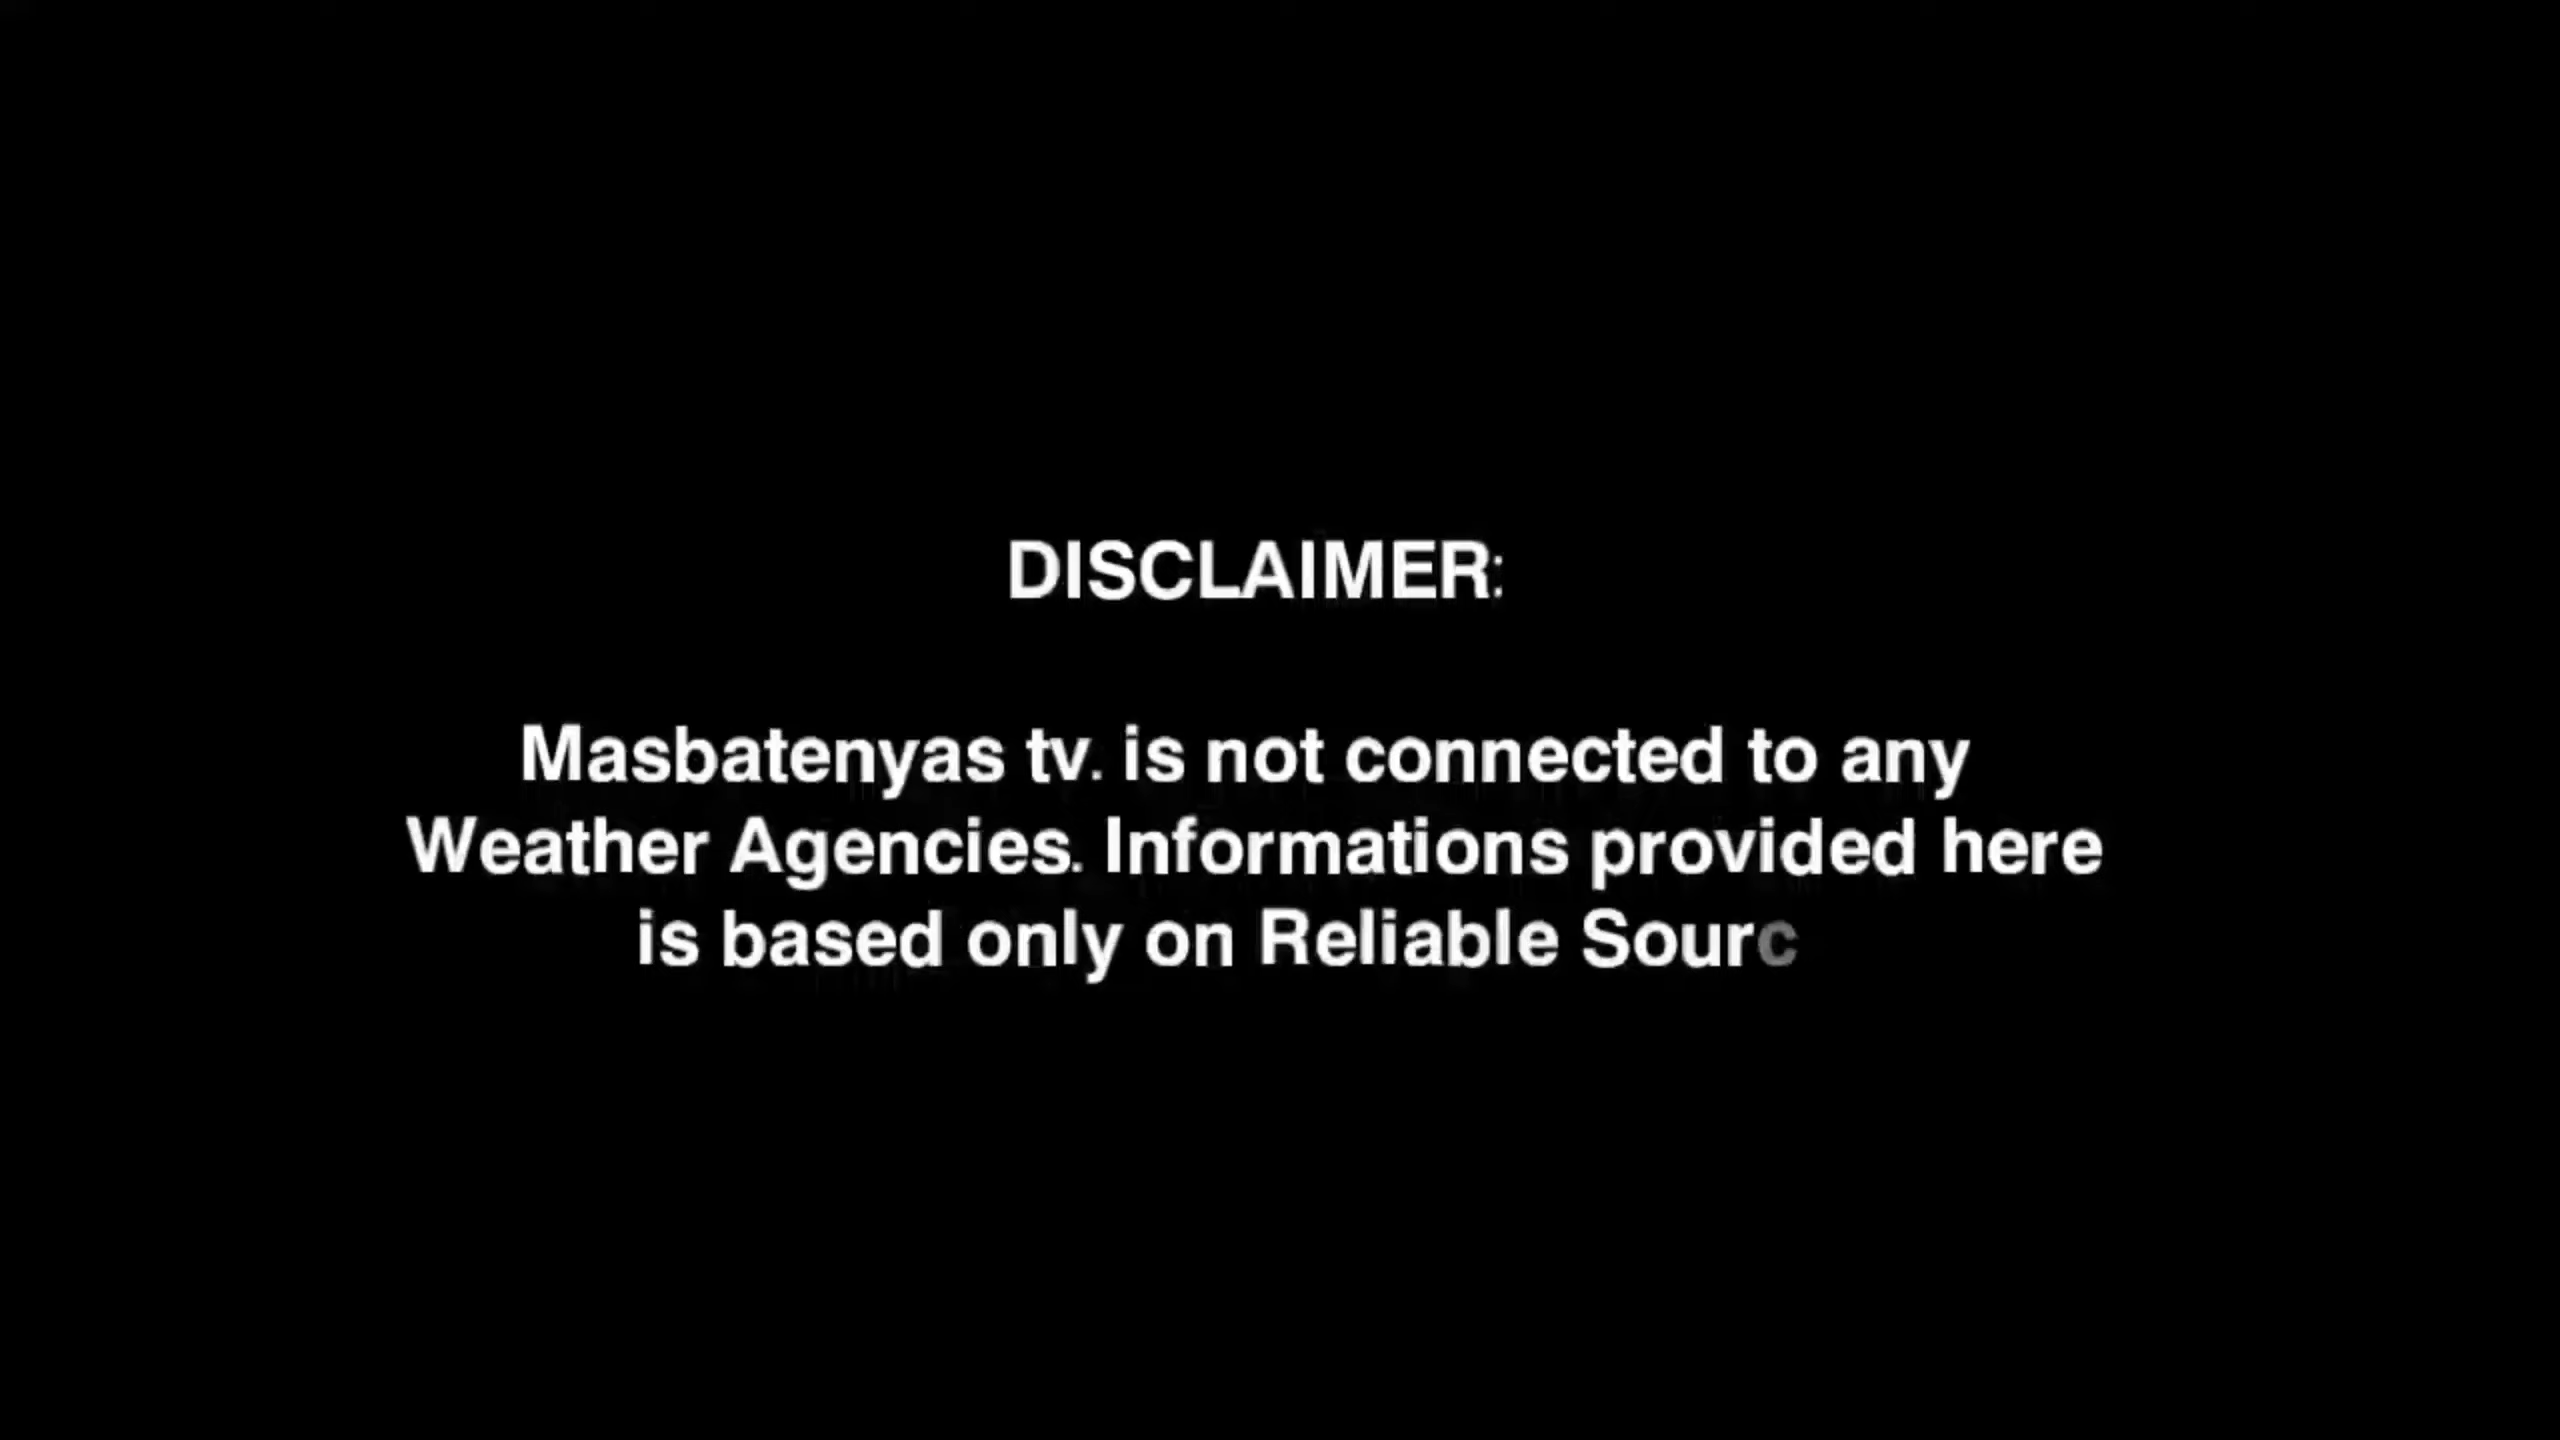 DISCLAIMER:
Masbatenyas tv. is not connected to any
Weather Agencies. Informations provided here
is based only on Reliable Sourc